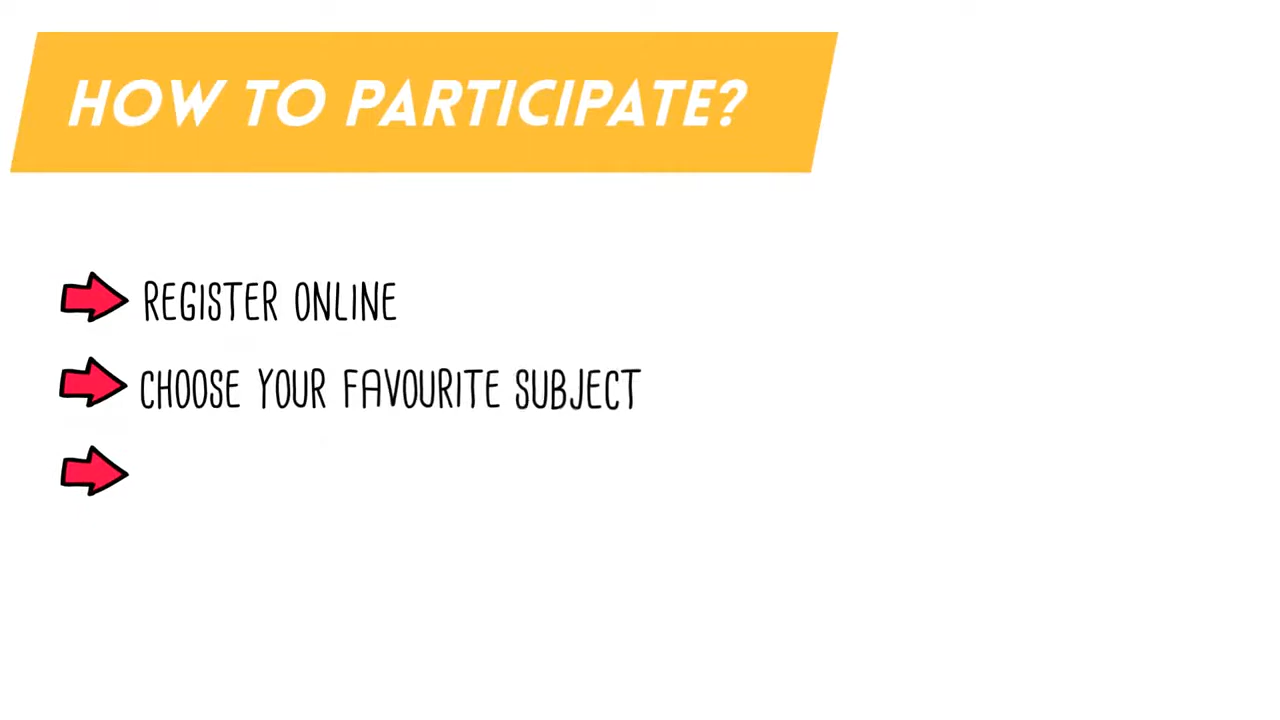 HOW TO PARTICIPATE?
REGISTER ONLINE
CHOOSE YOUR FAVOURITE SUBJECT